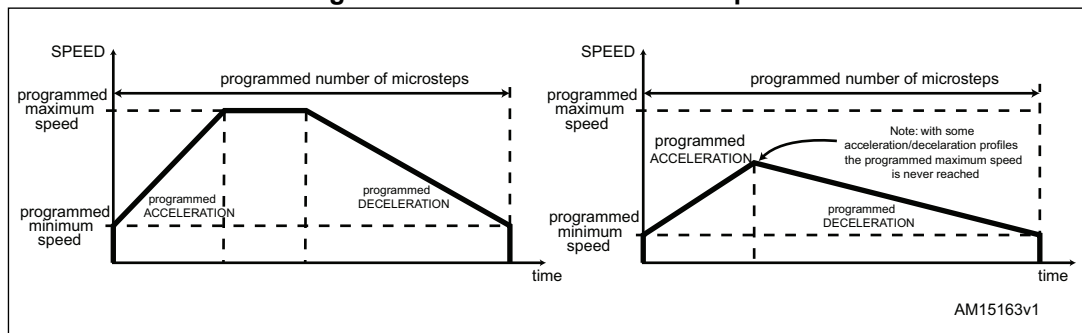 SPEED
programmed number of microsteps
programmed
maximum
speed
programmed
ACCELERATION
programmed
DECELERATION
programmed
minimum
speed
time
SPEED
programmed number of microsteps
programmed
maximum
speed
programmed
ACCELERATION
Note: with some
acceleration/decelaration profiles
the programmed maximum speed
is never reached
programmed
DECELERATION
programmed
minimum
speed
time
AM15163v1